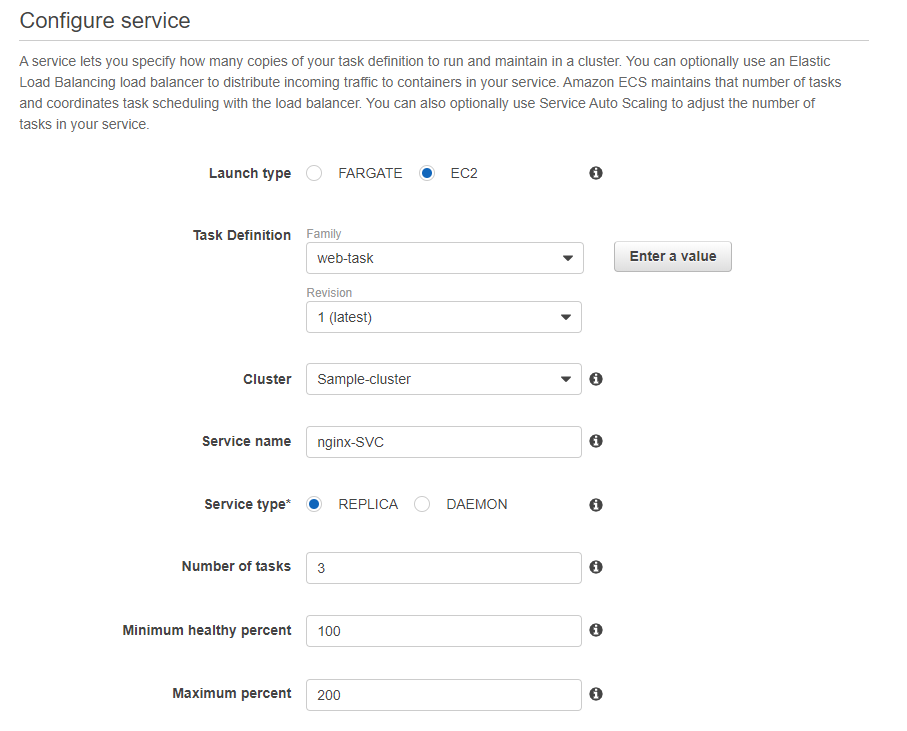 Configure service
A service lets you specify how many copies of your task definition to run and maintain in a cluster. You can optionally use an Elastic
Load Balancing load balancer to distribute incoming traffic to containers in your service. Amazon ECS maintains that number of tasks
and coordinates task scheduling with the load balancer. You can also optionally use Service Auto Scaling to adjust the number of
tasks in your service.
Launch type FARGATE EC2
Task Definition Family
web-task Enter a value
Revision
1 (latest)
Cluster Sample-cluster
Service name nginx-SVC
Service type* REPLICA DAEMON
Number of tasks 3
Minimum healthy percent 100
Maximum percent 200